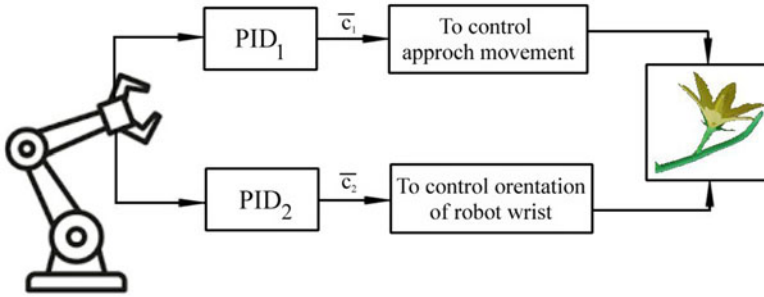 PID₁
c̅₁
To control
approch movement
PID₂
c̅₂
To control orentation
of robot wrist